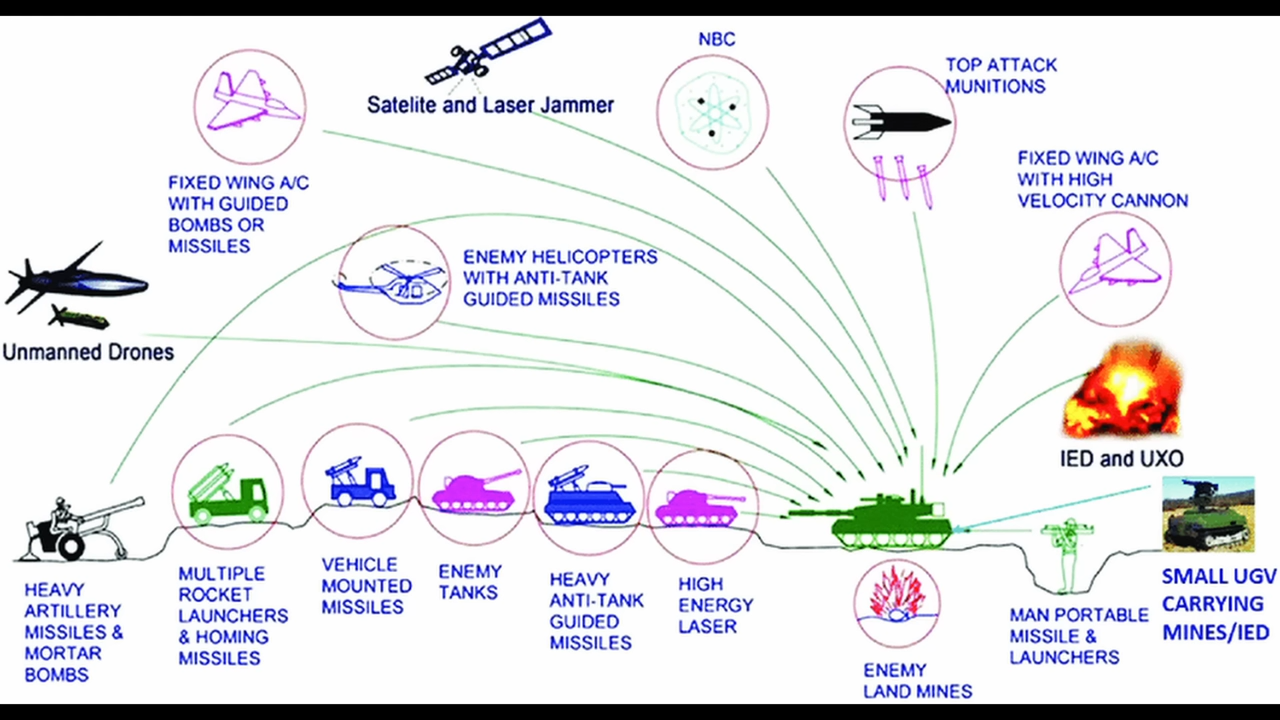 NBC
Satelite and Laser Jammer
TOP ATTACK
MUNITIONS
FIXED WING A/C
WITH GUIDED
BOMBS OR
MISSILES
FIXED WING A/C
WITH HIGH
VELOCITY CANNON
ENEMY HELICOPTERS
WITH ANTI-TANK
GUIDED MISSILES
Unmanned Drones
IED and UXO
HEAVY
ARTILLERY
MISSILES &
MORTAR
BOMBS
MULTIPLE
ROCKET
LAUNCHERS
& HOMING
MISSILES
VEHICLE
MOUNTED
MISSILES
ENEMY
TANKS
HEAVY
ANTI-TANK
GUIDED
MISSILES
HIGH
ENERGY
LASER
ENEMY
LAND MINES
MAN PORTABLE
MISSILE &
LAUNCHERS
SMALL UGV
CARRYING
MINES/IED